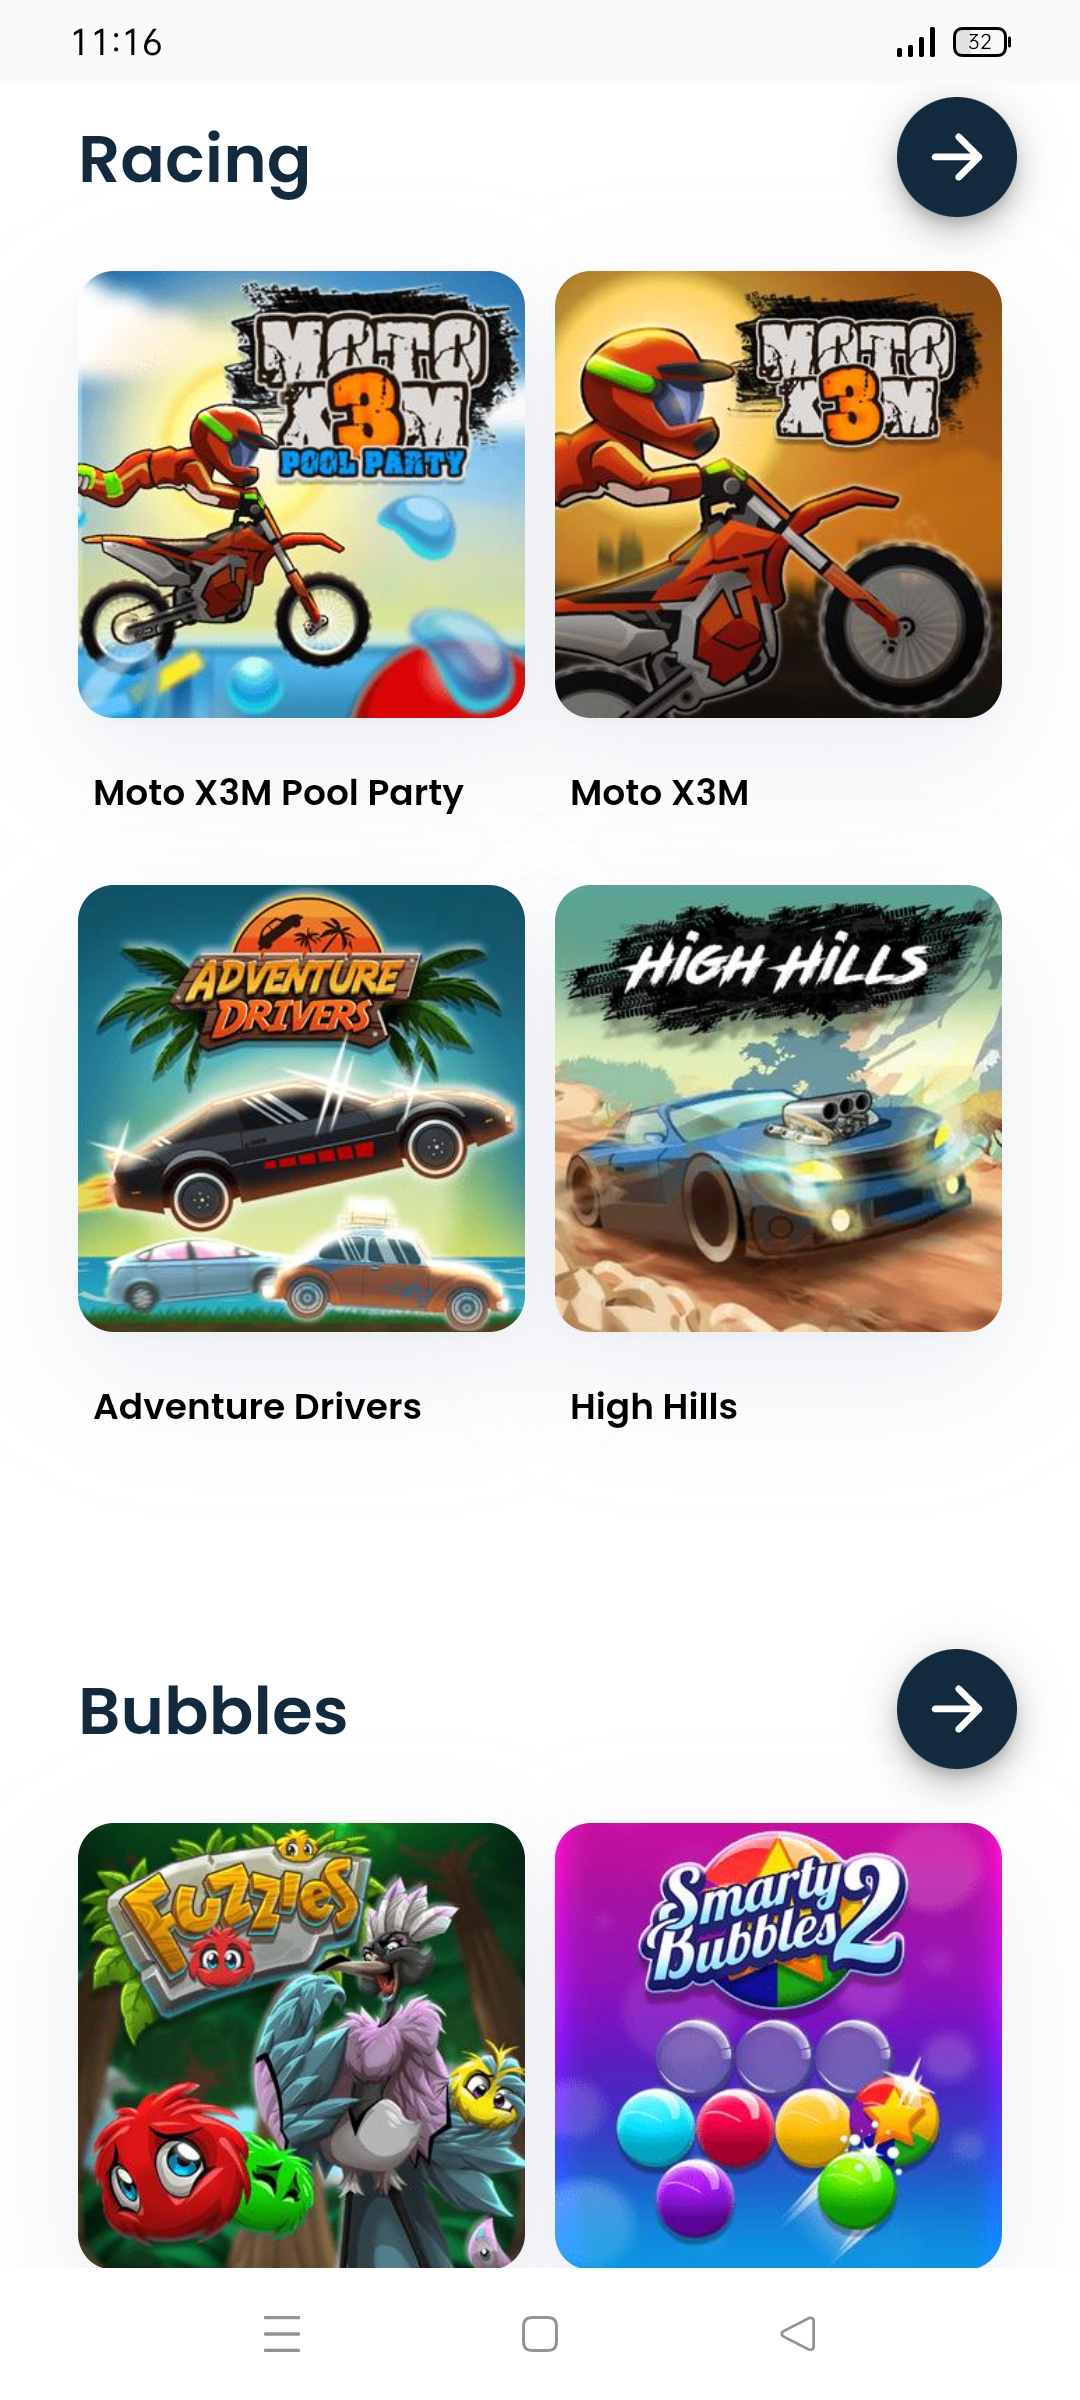 11:16
32
Racing
MOTO
X3M
POOL PARTY
MOTO
X3M
Moto X3M Pool Party
Moto X3M
ADVENTURE
DRIVERS
HiGH HiLLS
Adventure Drivers
High Hills
Bubbles
FUZZIES
Smarty
Bubbles 2